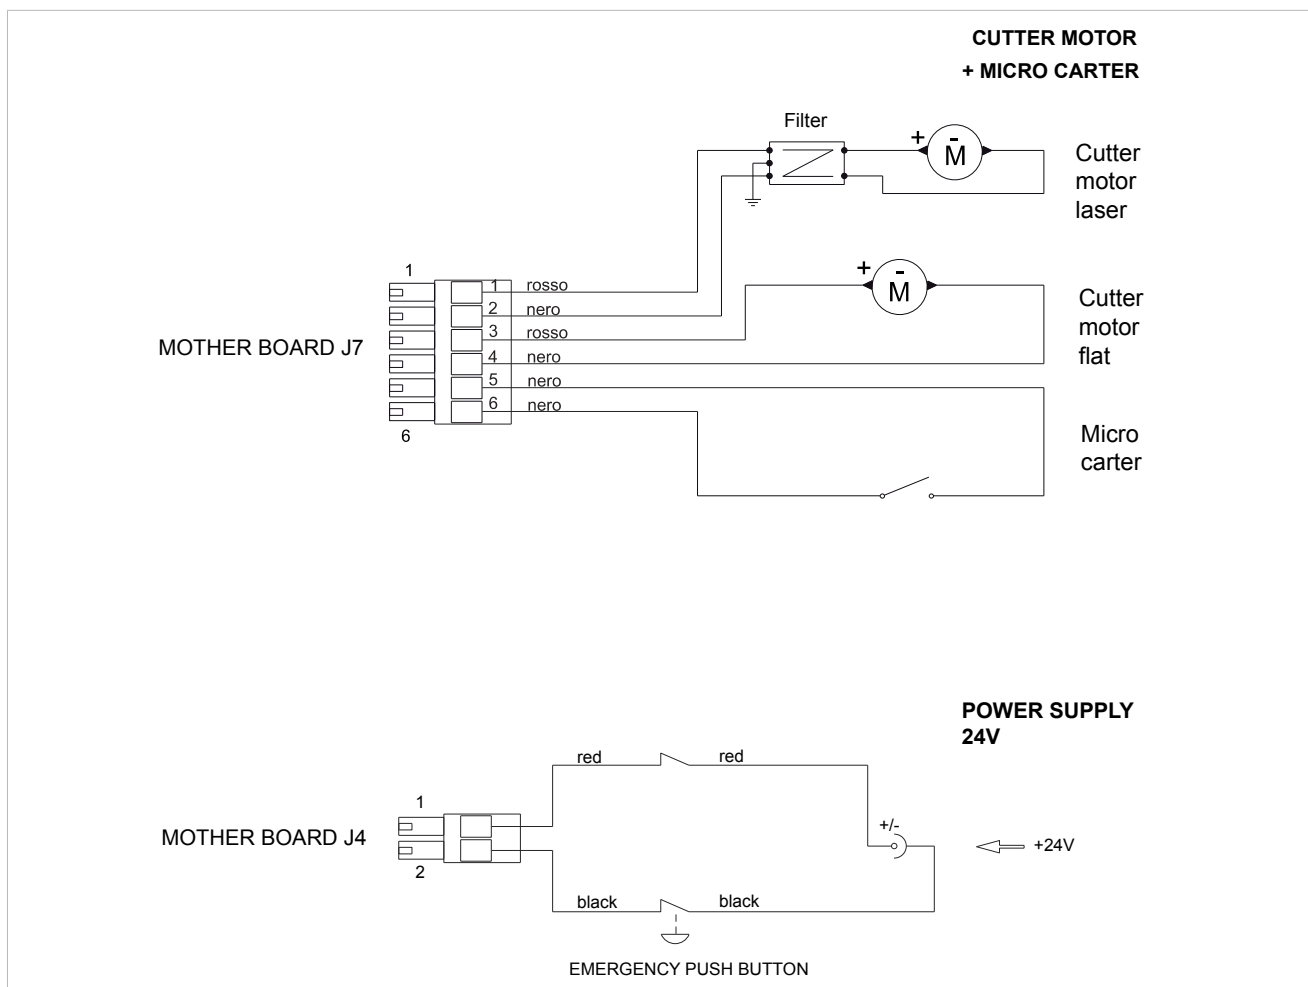 CUTTER MOTOR
+ MICRO CARTER
Filter
+
-
M
Cutter
motor
laser
1
1 rosso
2 nero
3 rosso
4 nero
5 nero
6 nero
6
MOTHER BOARD J7
+
-
M
Cutter
motor
flat
Micro
carter
POWER SUPPLY
24V
red red
1
MOTHER BOARD J4
2
+/-
+24V
black black
EMERGENCY PUSH BUTTON